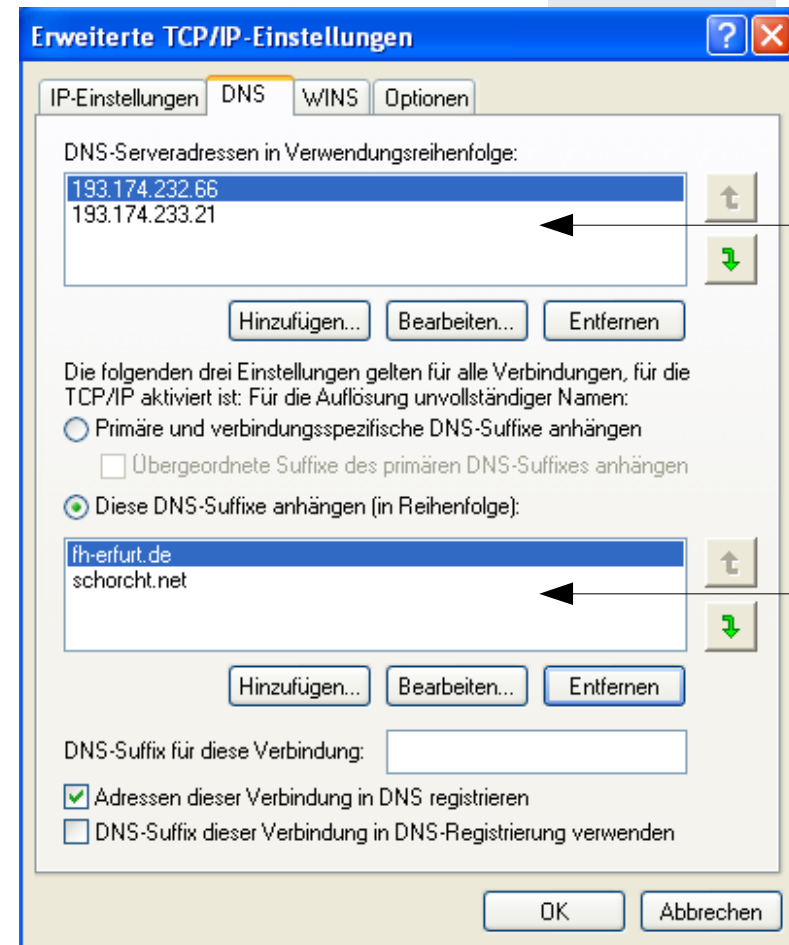 Erweiterte TCP/IP-Einstellungen
IP-Einstellungen DNS WINS Optionen
DNS-Serveradressen in Verwendungsreihenfolge:
193.174.232.66
193.174.233.21
Hinzufügen... Bearbeiten... Entfernen
Die folgenden drei Einstellungen gelten für alle Verbindungen, für die
TCP/IP aktiviert ist: Für die Auflösung unvollständiger Namen:
Primäre und verbindungsspezifische DNS-Suffixe anhängen
Übergeordnete Suffixe des primären DNS-Suffixes anhängen
Diese DNS-Suffixe anhängen (in Reihenfolge):
fh-erfurt.de
schorcht.net
Hinzufügen... Bearbeiten... Entfernen
DNS-Suffix für diese Verbindung:
Adressen dieser Verbindung in DNS registrieren
DNS-Suffix dieser Verbindung in DNS-Registrierung verwenden
OK Abbrechen